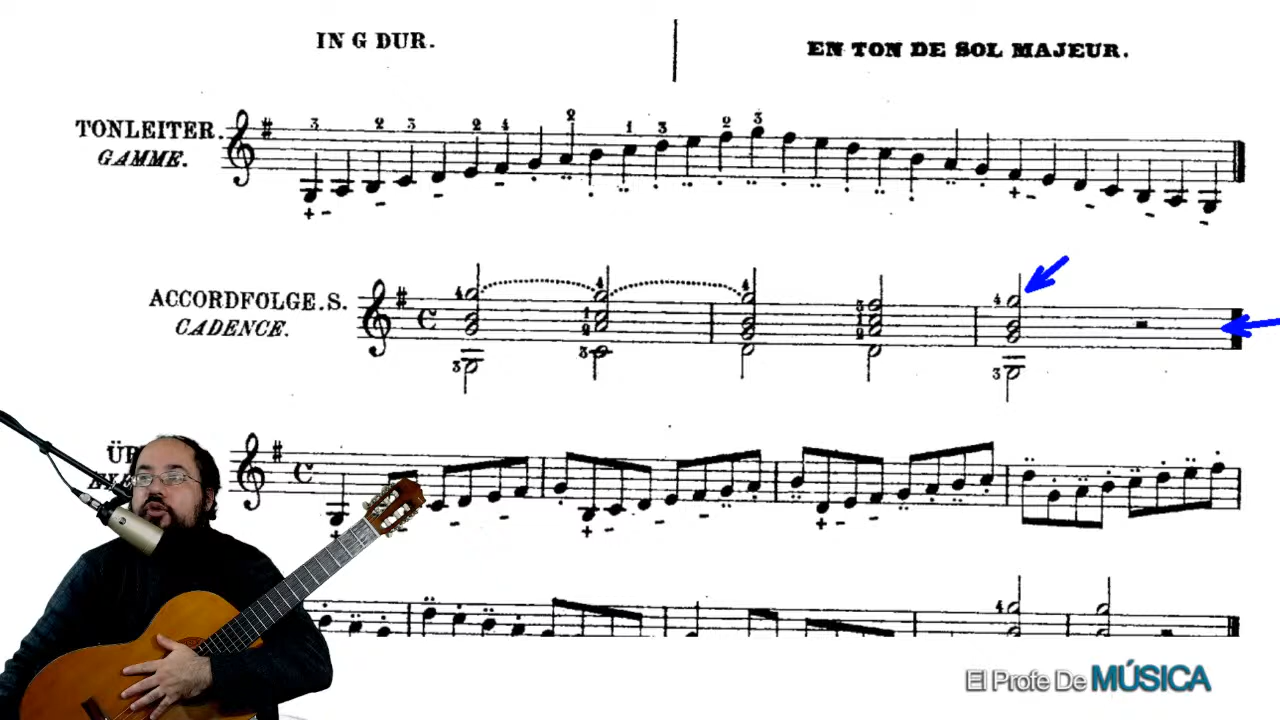 IN G DUR.
EN TON DE SOL MAJEUR.
TONLEITER.
GAMME.
ACCORDFOLGE.S.
CADENCE.
El Profe De MÚSICA